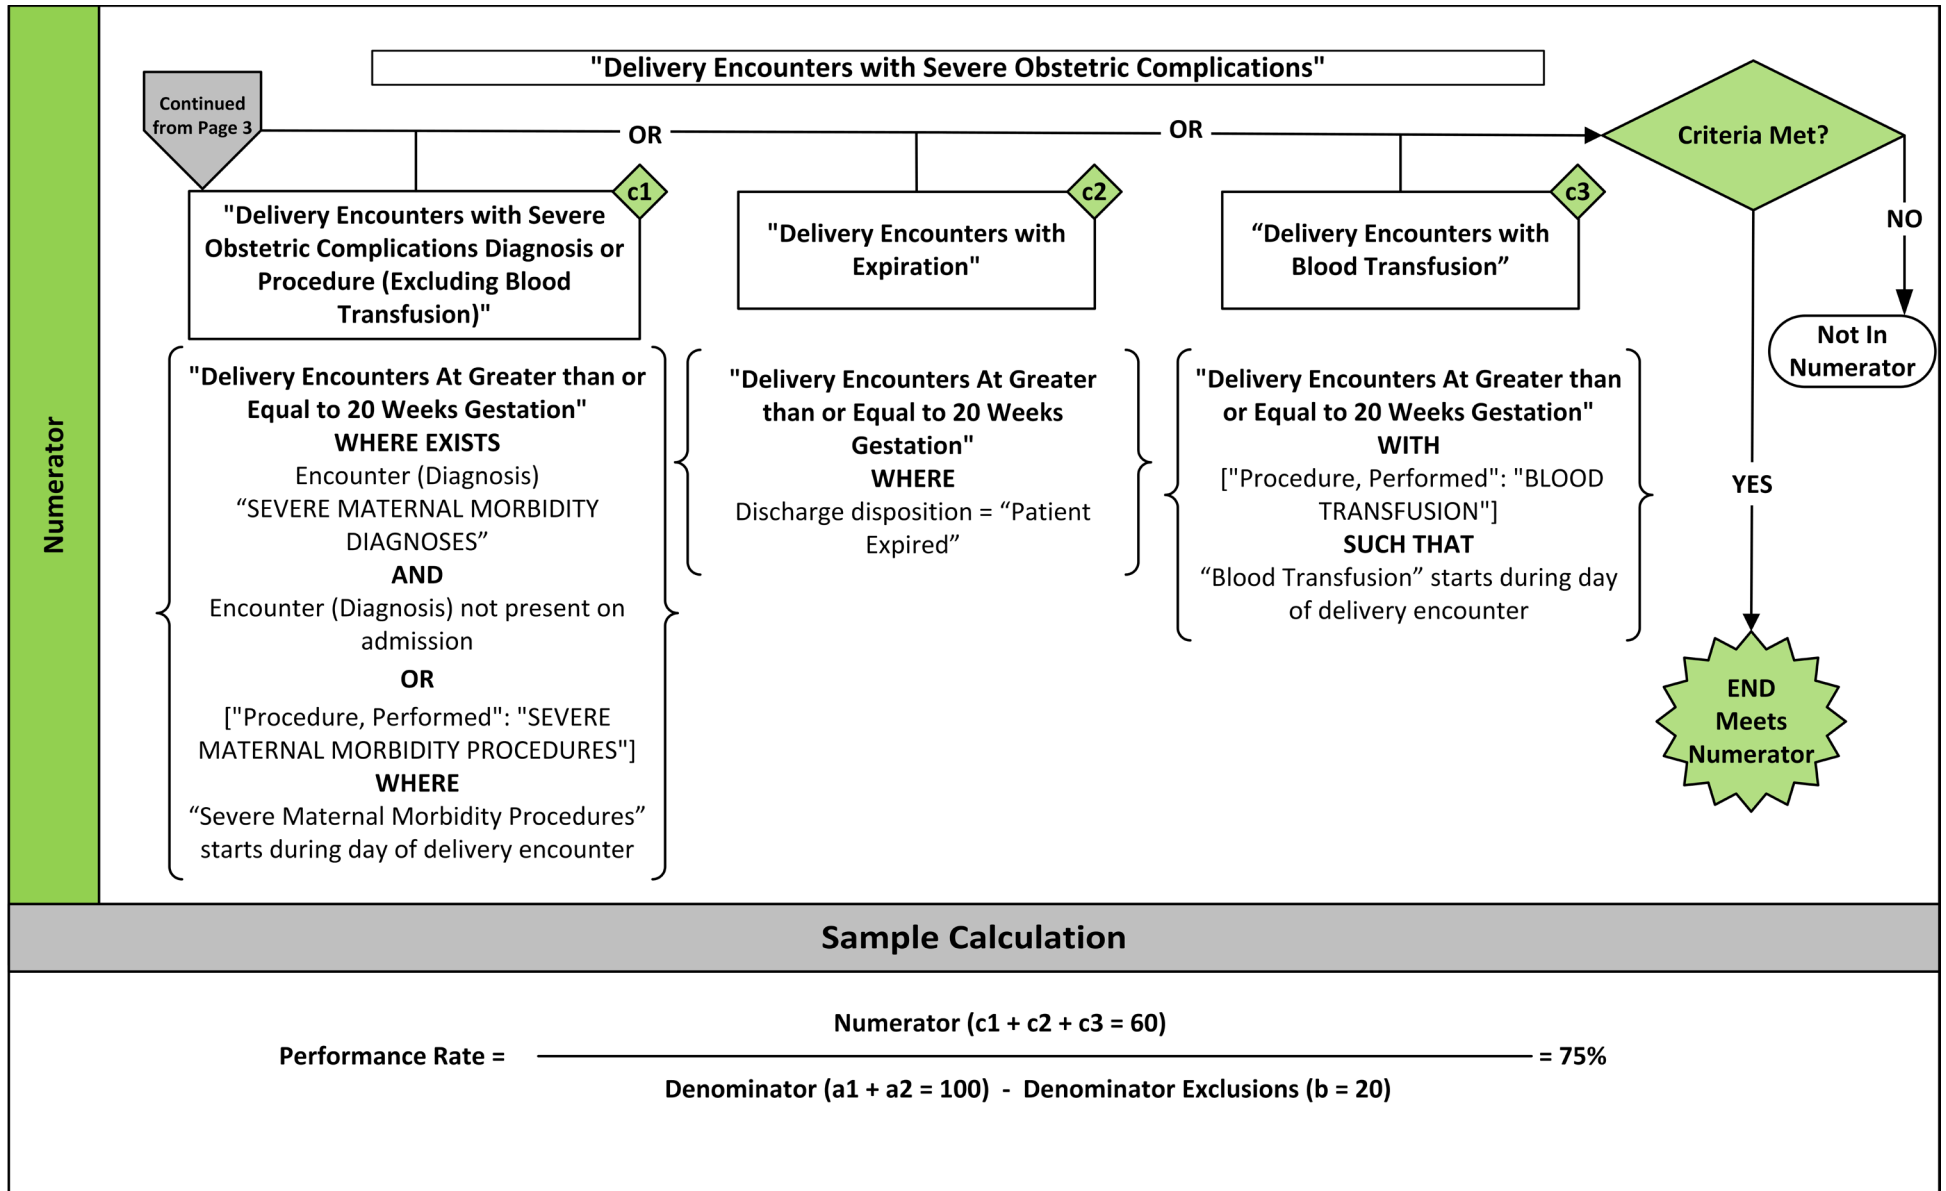 Numerator
"Delivery Encounters with Severe Obstetric Complications"
Continued
from Page 3
OR
OR
Criteria Met?
c1
"Delivery Encounters with Severe
Obstetric Complications Diagnosis or
Procedure (Excluding Blood
Transfusion)"
c2
"Delivery Encounters with
Expiration"
c3
“Delivery Encounters with
Blood Transfusion”
NO
Not In
Numerator
"Delivery Encounters At Greater than or
Equal to 20 Weeks Gestation"
WHERE EXISTS
Encounter (Diagnosis)
“SEVERE MATERNAL MORBIDITY
DIAGNOSES”
AND
Encounter (Diagnosis) not present on
admission
OR
["Procedure, Performed": "SEVERE
MATERNAL MORBIDITY PROCEDURES"]
WHERE
“Severe Maternal Morbidity Procedures”
starts during day of delivery encounter
"Delivery Encounters At Greater
than or Equal to 20 Weeks
Gestation"
WHERE
Discharge disposition = “Patient
Expired”
"Delivery Encounters At Greater than
or Equal to 20 Weeks Gestation"
WITH
["Procedure, Performed": "BLOOD
TRANSFUSION"]
SUCH THAT
“Blood Transfusion” starts during day
of delivery encounter
YES
END
Meets
Numerator
Sample Calculation
Numerator (c1 + c2 + c3 = 60)
Performance Rate = = 75%
Denominator (a1 + a2 = 100) - Denominator Exclusions (b = 20)